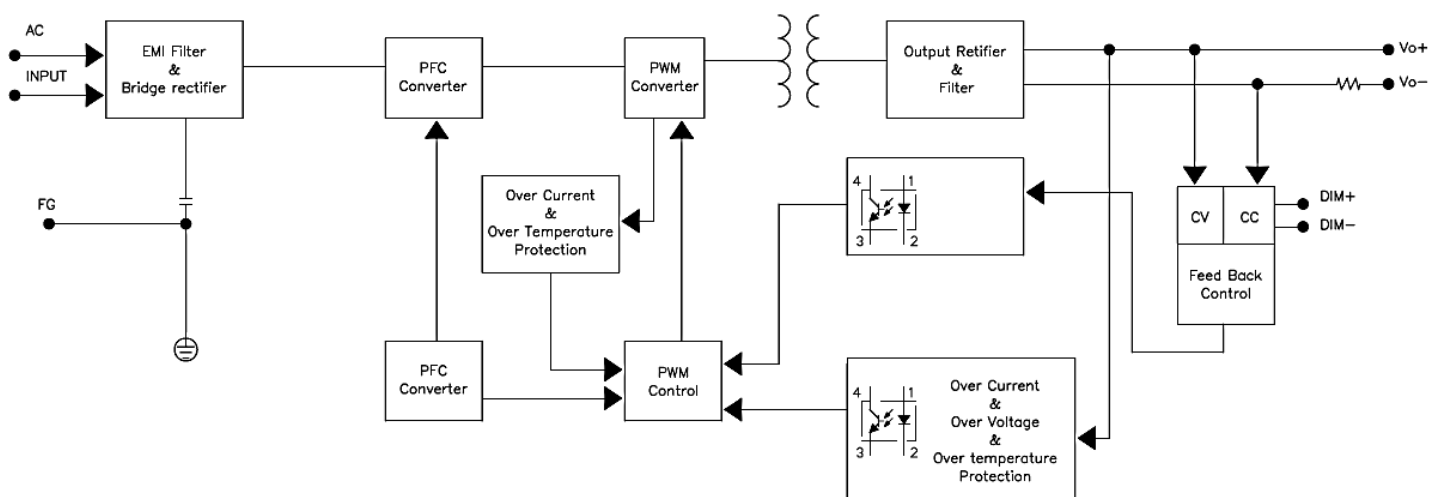 AC
INPUT
EMI Filter
&
Bridge rectifier
PFC
Converter
PWM
Converter
Output Retifier
&
Filter
Vo+
Vo-
FG
Over Current
&
Over Temperature
Protection
4
1
3
2
CV
CC
DIM+
DIM-
Feed Back
Control
PFC
Converter
PWM
Control
4
1
3
2
Over Current
&
Over Voltage
&
Over temperature
Protection